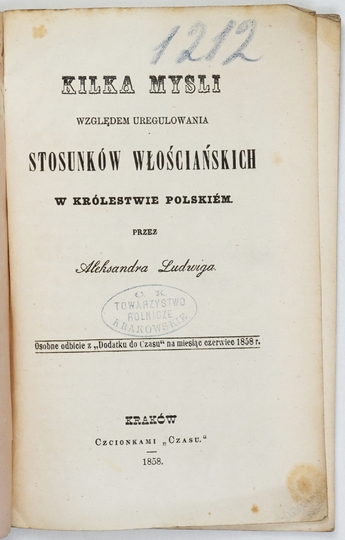 1212
KILKA MYSLI
WZGLĘDEM UREGULOWANIA
STOSUNKÓW WŁOŚCIAŃSKICH
W KRÓLESTWIE POLSKIÉM.
PRZEZ
Aleksandra Ludwiga.
C. K.
TOWARZYSTWO
ROLNICZE
KRAKOWSKIE
Osobne odbicie z „Dodatku do Czasu" na miesiąc czerwiec 1858 r.
KRAKÓW
CZCIONKAMI „CZASU."
1858.